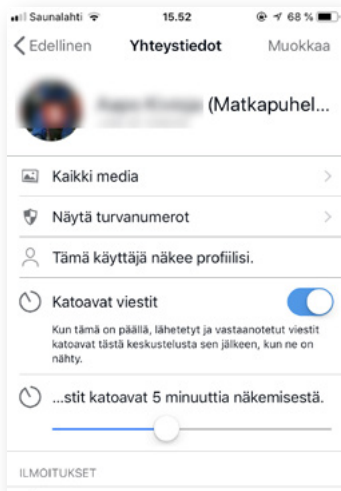 Saunalahti 15.52 68 %
Edellinen Yhteystiedot Muokkaa
(Matkapuhel...
Kaikki media
Näytä turvanumerot
Tämä käyttäjä näkee profiilisi.
Katoavat viestit
Kun tämä on päällä, lähetetyt ja vastaanotetut viestit
katoavat tästä keskustelusta sen jälkeen, kun ne on
nähty.
...stit katoavat 5 minuuttia näkemisestä.
ILMOITUKSET